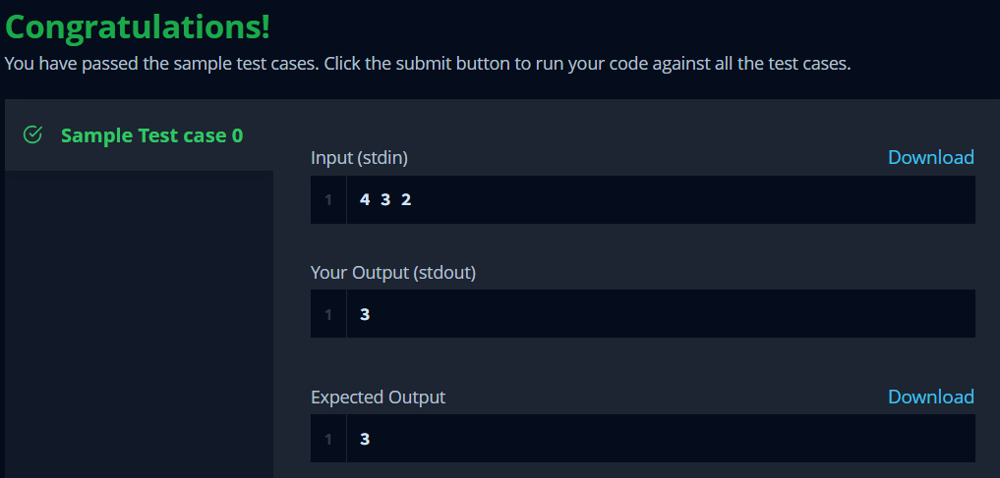 Congratulations!
You have passed the sample test cases. Click the submit button to run your code against all the test cases.
Sample Test case 0
Input (stdin) Download
1 4 3 2
Your Output (stdout)
1 3
Expected Output Download
1 3